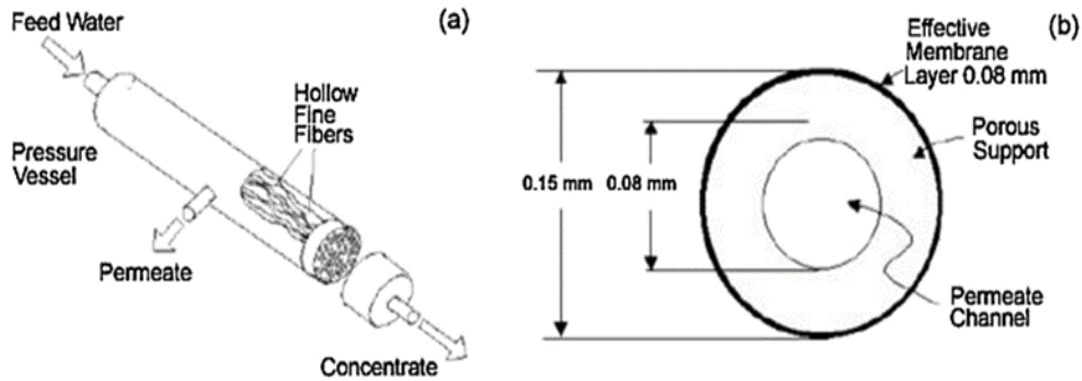 Feed Water
(a)
Hollow
Fine
Fibers
Pressure
Vessel
Permeate
Concentrate
(b)
Effective
Membrane
Layer 0.08 mm
Porous
Support
0.15 mm
0.08 mm
Permeate
Channel